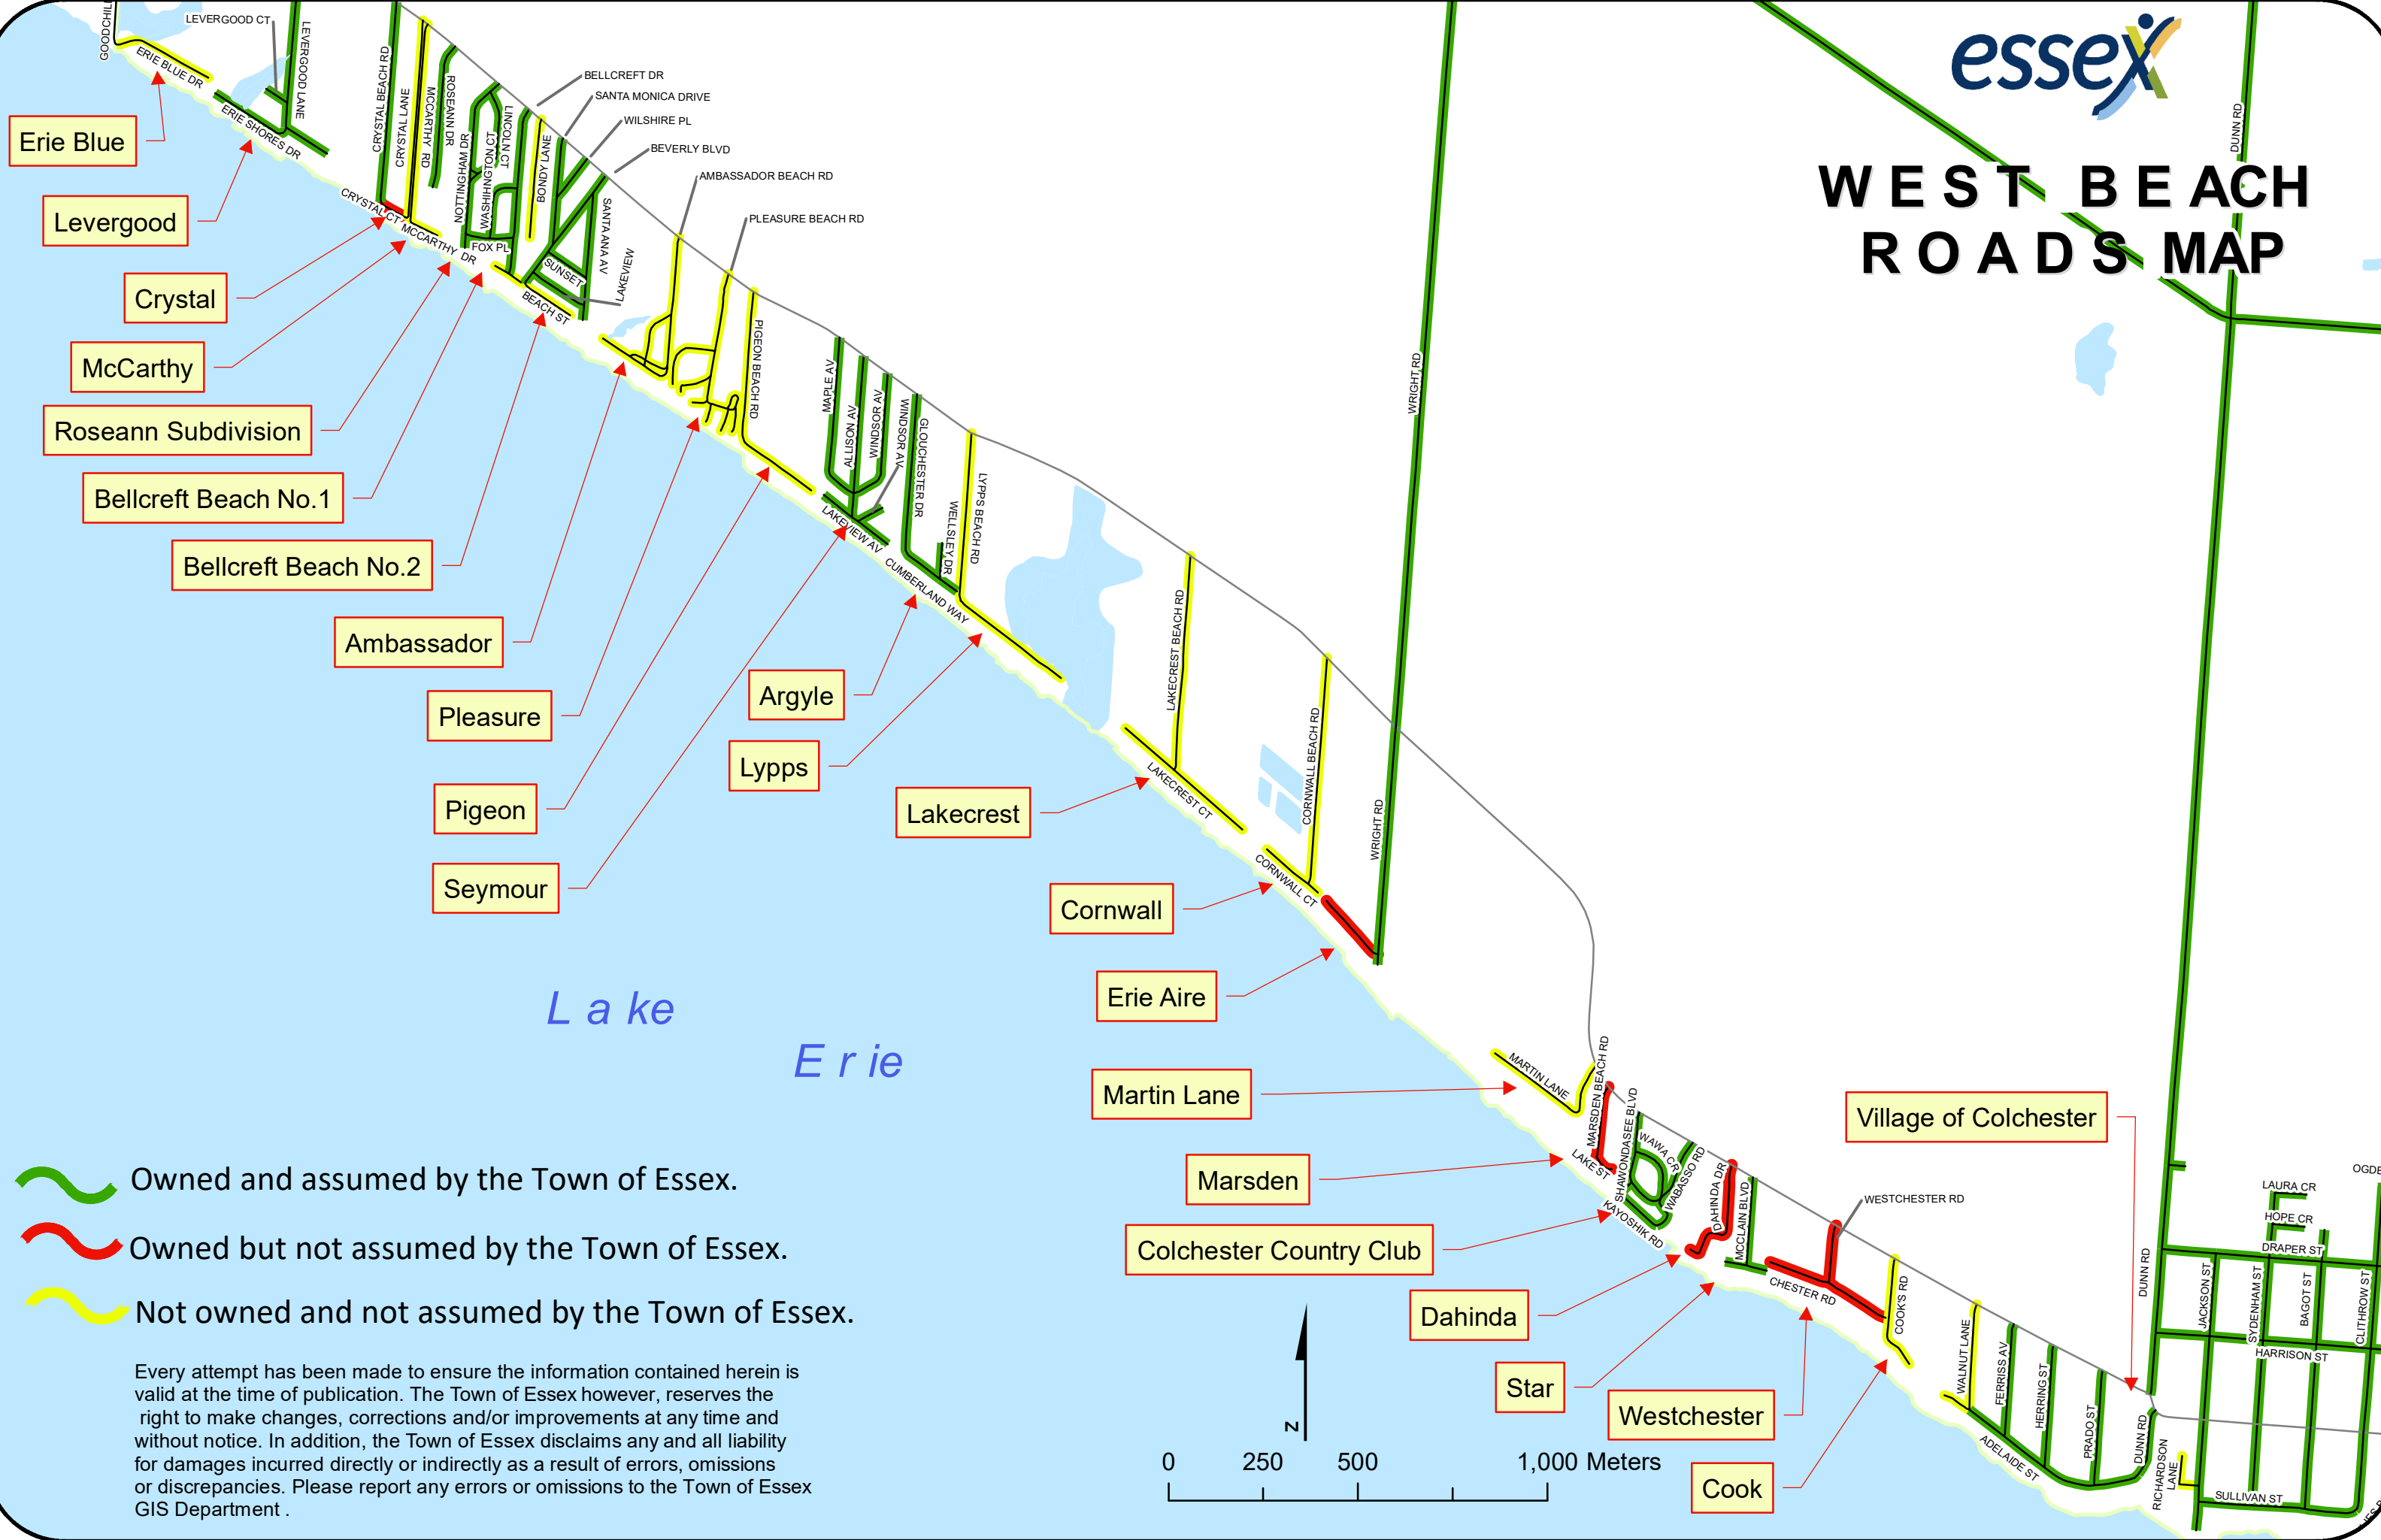 essex
WEST BEACH
ROADS MAP
LEVERGOOD CT
LEVERGOOD LANE
ERIE BLUE DR
ERIE SHORES DR
CRYSTAL BEACH RD
CRYSTAL LANE
MCCARTHY RD
ROSEANN DR
NOTTINGHAM DR
WASHIHNGTON CT
LINCOLN CT
BONDY LANE
BELLCREFT DR
SANTA MONICA DRIVE
WILSHIRE PL
BEVERLY BLVD
AMBASSADOR BEACH RD
PLEASURE BEACH RD
CRYSTAL CT
MCCARTHY DR
FOX PL
SUNSET
SANTA ANA AV
LAKEVIEW
BEACH ST
PIGEON BEACH RD
MAPLE AV
ALLISON AV
WINDSOR AV
WINDSOR AV
GLOUCHESTER DR
WELLSLEY DR
LYPPS BEACH RD
LAKEVIEW AV
CUMBERLAND WAY
LAKECREST BEACH RD
LAKECREST CT
CORNWALL BEACH RD
CORNWALL CT
WRIGHT RD
WRIGHT RD
DUNN RD
Erie Blue
Levergood
Crystal
McCarthy
Roseann Subdivision
Bellcreft Beach No.1
Bellcreft Beach No.2
Ambassador
Pleasure
Pigeon
Seymour
Argyle
Lypps
Lakecrest
Cornwall
Erie Aire
Martin Lane
Marsden
Colchester Country Club
Dahinda
Star
Westchester
Cook
Village of Colchester
Lake
Erie
MARTIN LANE
MARSDEN BEACH RD
LAKE ST
SHAWONDASEE BLVD
WAWA CR
WABASSO RD
KAYOSHIK RD
DAHINDA DR
MCCLAIN BLVD
WESTCHESTER RD
CHESTER RD
COOK'S RD
WALNUT LANE
FERRISS AV
HERRING ST
PRADO ST
ADELAIDE ST
DUNN RD
DUNN RD
RICHARDSON
LANE
SULLIVAN ST
LAURA CR
HOPE CR
DRAPER ST
JACKSON ST
SYDENHAM ST
BAGOT ST
CLITHROW ST
HARRISON ST
Owned and assumed by the Town of Essex.
Owned but not assumed by the Town of Essex.
Not owned and not assumed by the Town of Essex.
Every attempt has been made to ensure the information contained herein is
valid at the time of publication. The Town of Essex however, reserves the
right to make changes, corrections and/or improvements at any time and
without notice. In addition, the Town of Essex disclaims any and all liability
for damages incurred directly or indirectly as a result of errors, omissions
or discrepancies. Please report any errors or omissions to the Town of Essex
GIS Department .
N
0 250 500 1,000 Meters